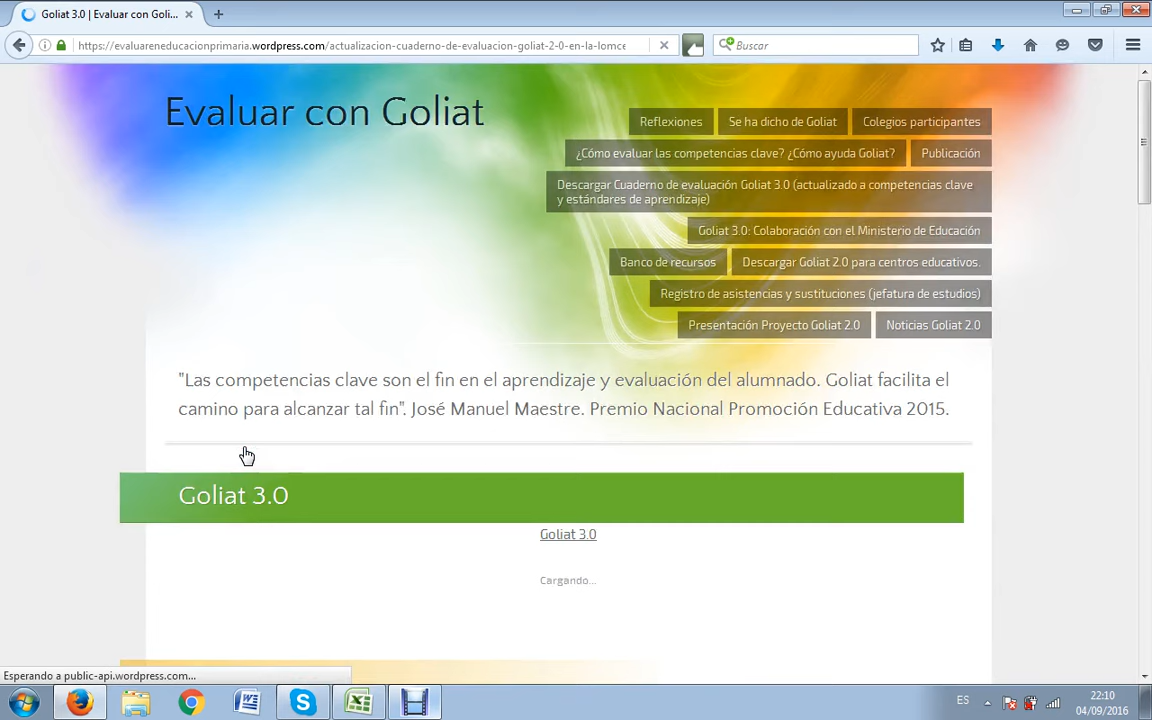 Goliat 3.0 | Evaluar con Goli...
https://evaluareneducacionprimaria.wordpress.com/actualizacion-cuaderno-de-evaluacion-goliat-2-0-en-la-lomce
Buscar
Evaluar con Goliat
Reflexiones
Se ha dicho de Goliat
Colegios participantes
¿Cómo evaluar las competencias clave? ¿Cómo ayuda Goliat?
Publicación
Descargar Cuaderno de evaluación Goliat 3.0 (actualizado a competencias clave
y estándares de aprendizaje)
Goliat 3.0: Colaboración con el Ministerio de Educación
Banco de recursos
Descargar Goliat 2.0 para centros educativos.
Registro de asistencias y sustituciones (jefatura de estudios)
Presentación Proyecto Goliat 2.0
Noticias Goliat 2.0
"Las competencias clave son el fin en el aprendizaje y evaluación del alumnado. Goliat facilita el
camino para alcanzar tal fin". José Manuel Maestre. Premio Nacional Promoción Educativa 2015.
Goliat 3.0
Goliat 3.0
Cargando...
Esperando a public-api.wordpress.com...
ES
22:10
04/09/2016